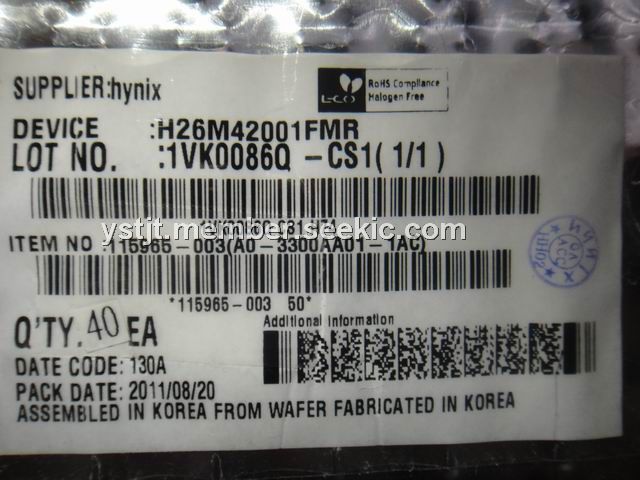 SUPPLIER:hynix
ECO RoHS Compliance
Halogen Free
DEVICE :H26M42001FMR
LOT NO. :1VK0086Q -CS1( 1/1 )
ystjt.member.seekic.com
ITEM NO :115965-003(A0-3300AA01-1AC)
*115965-003 50*
Q'TY. 40 EA
Additional Information
DATE CODE: 130A
PACK DATE: 2011/08/20
ASSEMBLED IN KOREA FROM WAFER FABRICATED IN KOREA